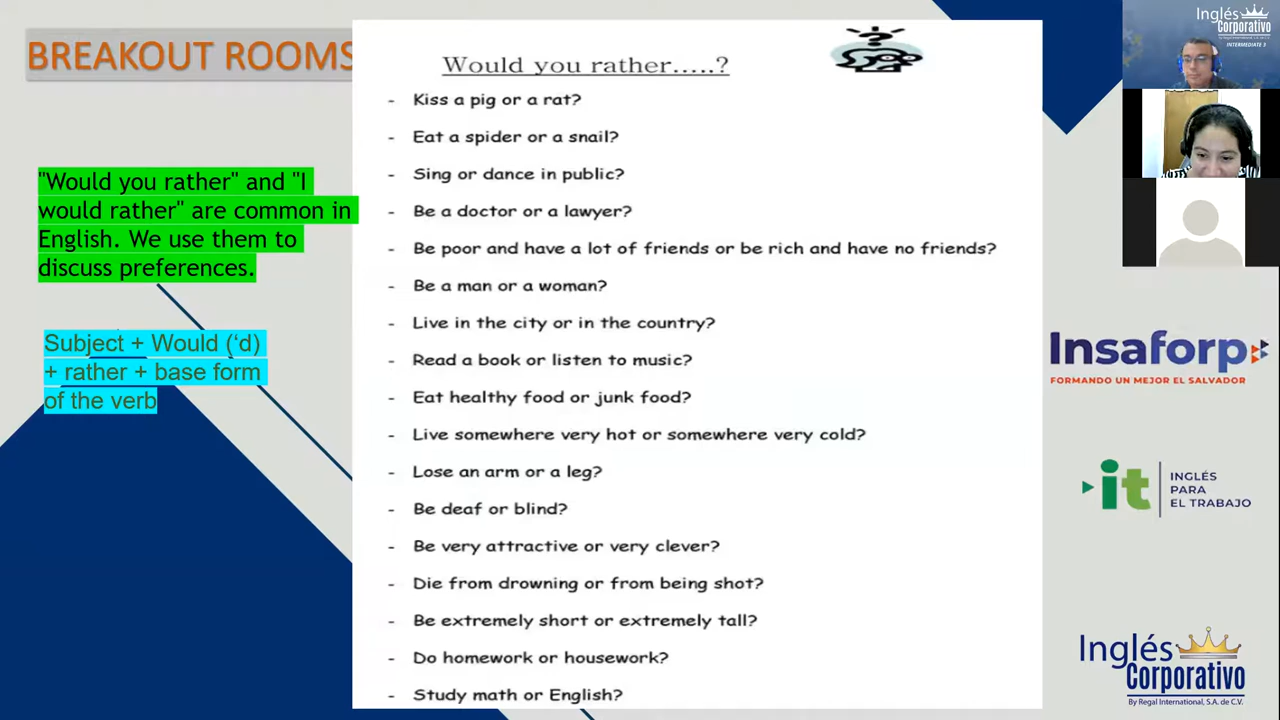 BREAKOUT ROOMS
"Would you rather" and "I
would rather" are common in
English. We use them to
discuss preferences.
Subject + Would (‘d)
+ rather + base form
of the verb
Would you rather.....?
- Kiss a pig or a rat?
- Eat a spider or a snail?
- Sing or dance in public?
- Be a doctor or a lawyer?
- Be poor and have a lot of friends or be rich and have no friends?
- Be a man or a woman?
- Live in the city or in the country?
- Read a book or listen to music?
- Eat healthy food or junk food?
- Live somewhere very hot or somewhere very cold?
- Lose an arm or a leg?
- Be deaf or blind?
- Be very attractive or very clever?
- Die from drowning or from being shot?
- Be extremely short or extremely tall?
- Do homework or housework?
- Study math or English?
Inglés
Corporativo
By Regal International, S.A. de C.V.
INTERMEDIATE 3
Insaforp
FORMANDO UN MEJOR EL SALVADOR
it
INGLÉS
PARA
EL TRABAJO
Inglés
Corporativo
By Regal International, S.A. de C.V.